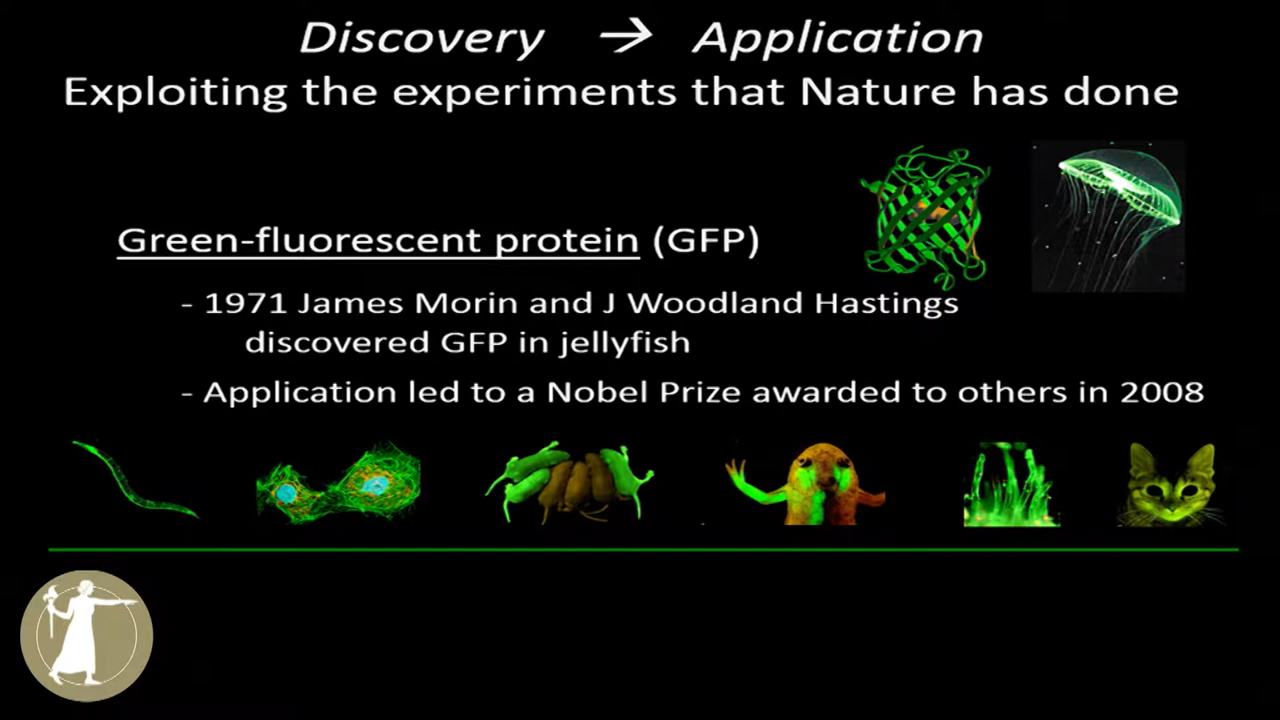 Discovery → Application
Exploiting the experiments that Nature has done
Green-fluorescent protein (GFP)
- 1971 James Morin and J Woodland Hastings
discovered GFP in jellyfish
- Application led to a Nobel Prize awarded to others in 2008